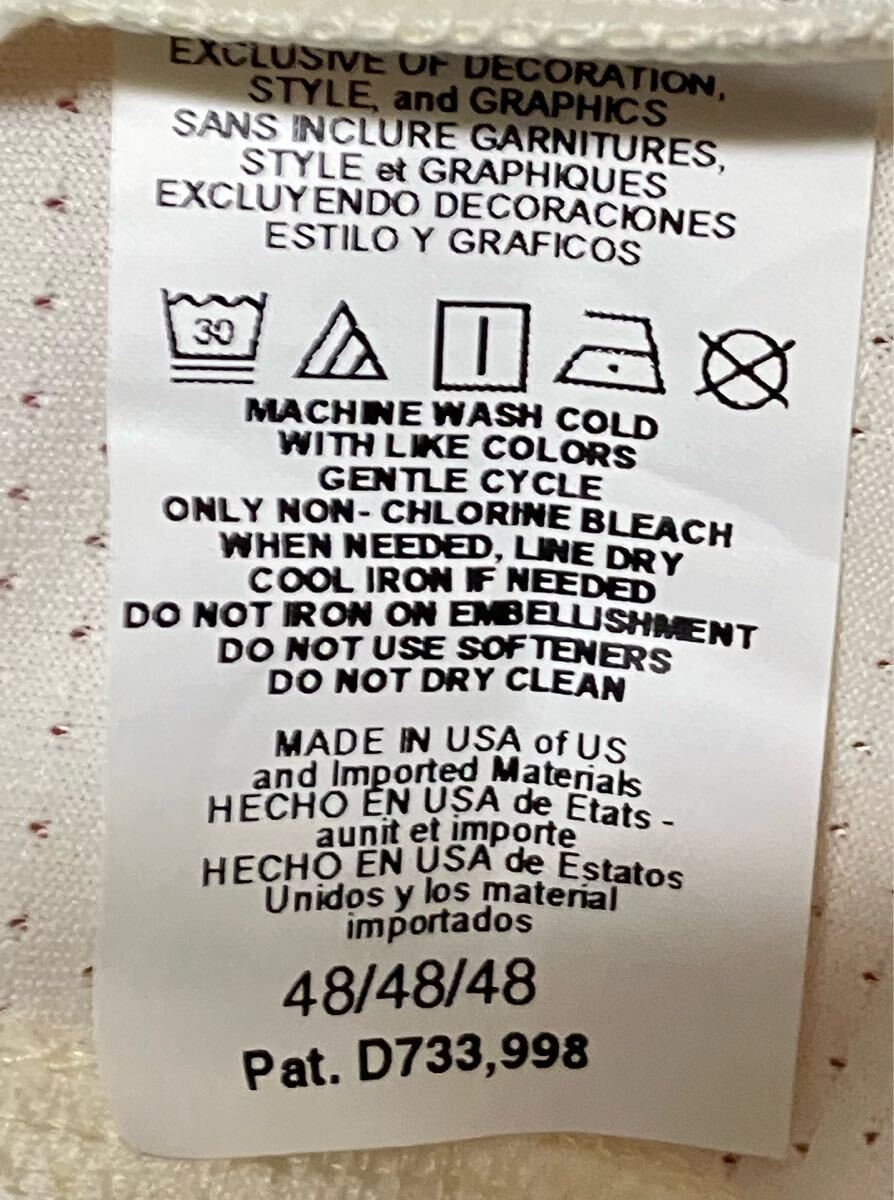 EXCLUSIVE OF DECORATION,
STYLE, and GRAPHICS
SANS INCLURE GARNITURES,
STYLE et GRAPHIQUES
EXCLUYENDO DECORACIONES
ESTILO Y GRAFICOS
30
MACHINE WASH COLD
WITH LIKE COLORS
GENTLE CYCLE
ONLY NON-CHLORINE BLEACH
WHEN NEEDED, LINE DRY
COOL IRON IF NEEDED
DO NOT IRON ON EMBELLISHMENT
DO NOT USE SOFTENERS
DO NOT DRY CLEAN
MADE IN USA of US
and Imported Materials
HECHO EN USA de Etats -
aunit et importe
HECHO EN USA de Estatos
Unidos y los material
importados
48/48/48
Pat. D733,998